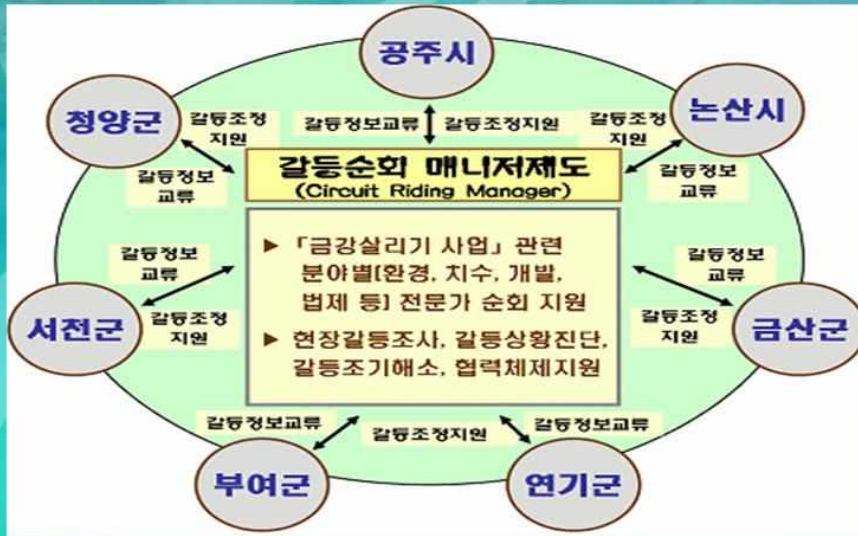 공주시
청양군
갈등조정
지원
갈등정보교류
갈등조정지원
갈등조정
지원
논산시
갈등순회 매니저제도
(Circuit Riding Manager)
갈등정보
교류
갈등정보
교류
▶ 「금강살리기 사업」 관련
분야별[환경, 치수, 개발,
법제 등] 전문가 순회 지원
▶ 현장갈등조사, 갈등상황진단,
갈등조기해소, 협력체제지원
갈등정보
교류
갈등정보
교류
서전군
갈등조정
지원
갈등조정
지원
금산군
갈등정보교류
갈등조정지원
갈등정보교류
부여군
연기군